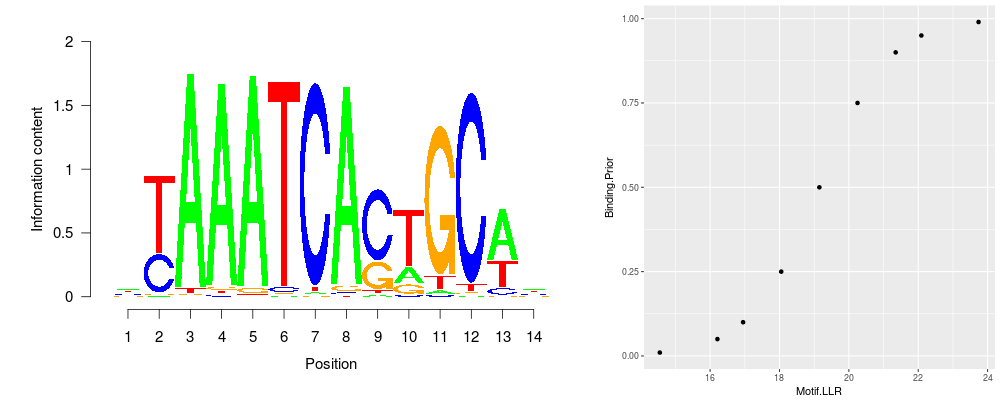 2
1.5
1
0.5
0
Information content
T A A A T C A C T G C A
C G A T
G
1 2 3 4 5 6 7 8 9 10 11 12 13 14
Position
1.00
0.75
0.50
0.25
0.00
Binding.Prior
16 18 20 22 24
Motif.LLR